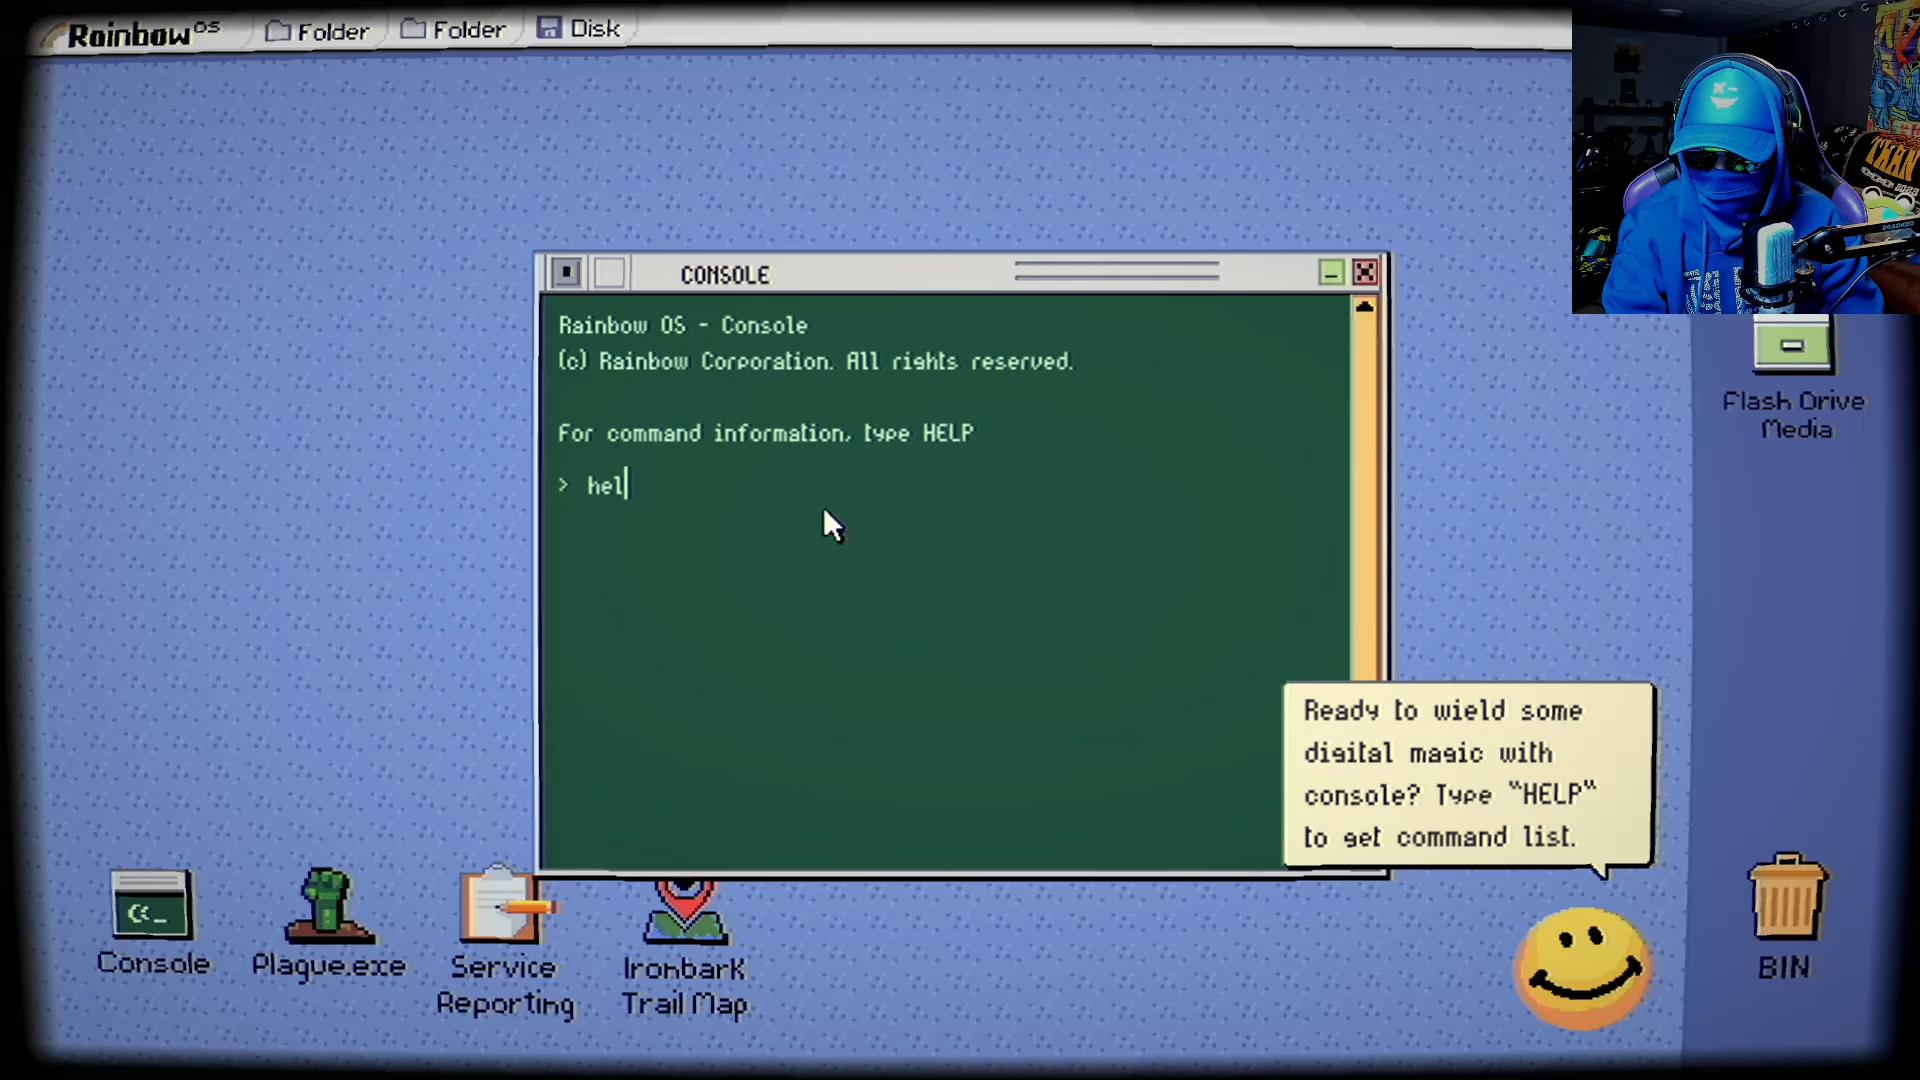 RainbowOS
Folder
Folder
Disk
CONSOLE
Rainbow OS - Console
(c) Rainbow Corporation. All rights reserved.
For command information, type HELP
> hel
Ready to wield some
digital magic with
console? Type "HELP"
to get command list.
Flash Drive
Media
Console
Plague.exe
Service
Reporting
Ironbark
Trail Map
BIN